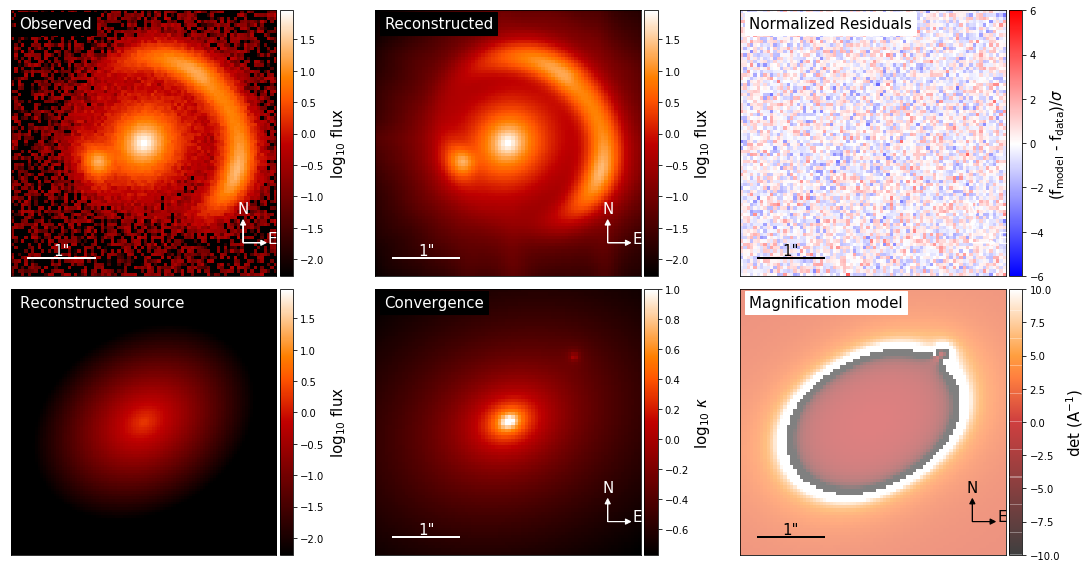 Observed
1.5
1.0
0.5
0.0
−0.5
−1.0
−1.5
−2.0
log10 flux
N
E
1"
Reconstructed
1.5
1.0
0.5
0.0
−0.5
−1.0
−1.5
−2.0
log10 flux
N
E
1"
Normalized Residuals
6
4
2
0
−2
−4
−6
(fmodel - fdata)/σ
1"
Reconstructed source
1.5
1.0
0.5
0.0
−0.5
−1.0
−1.5
−2.0
log10 flux
Convergence
1.0
0.8
0.6
0.4
0.2
0.0
−0.2
−0.4
−0.6
log10 κ
N
E
1"
Magnification model
10.0
7.5
5.0
2.5
0.0
−2.5
−5.0
−7.5
−10.0
det (A−1)
N
E
1"